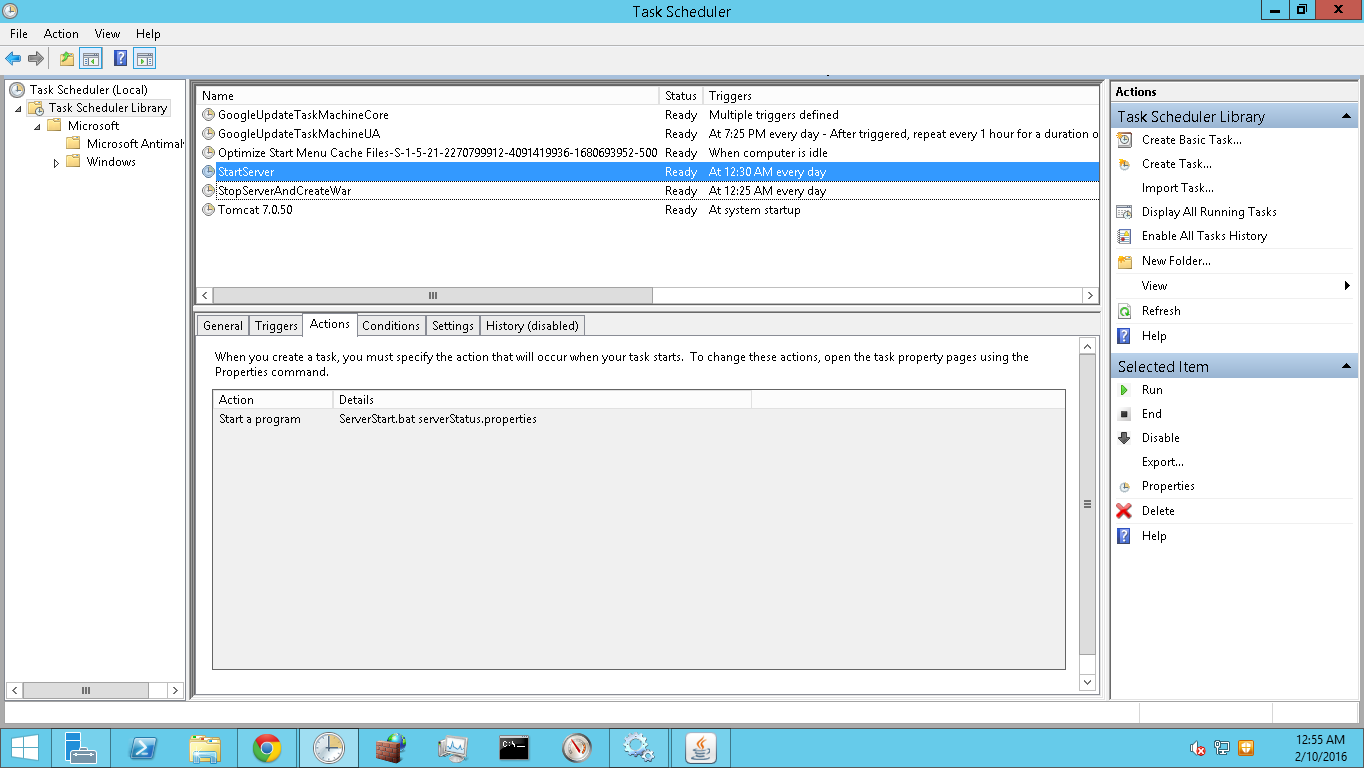 Task Scheduler
File Action View Help
Task Scheduler (Local)
Task Scheduler Library
Microsoft
Microsoft Antimal
Windows
Name Status Triggers
GoogleUpdateTaskMachineCore Ready Multiple triggers defined
GoogleUpdateTaskMachineUA Ready At 7:25 PM every day - After triggered, repeat every 1 hour for a duration o
Optimize Start Menu Cache Files-S-1-5-21-2270799912-4091419936-1680693952-500 Ready When computer is idle
StartServer Ready At 12:30 AM every day
StopServerAndCreateWar Ready At 12:25 AM every day
Tomcat 7.0.50 Ready At system startup
General Triggers Actions Conditions Settings History (disabled)
When you create a task, you must specify the action that will occur when your task starts. To change these actions, open the task property pages using the
Properties command.
Action Details
Start a program ServerStart.bat serverStatus.properties
Actions
Task Scheduler Library
Create Basic Task...
Create Task...
Import Task...
Display All Running Tasks
Enable All Tasks History
New Folder...
View
Refresh
Help
Selected Item
Run
End
Disable
Export...
Properties
Delete
Help
12:55 AM
2/10/2016